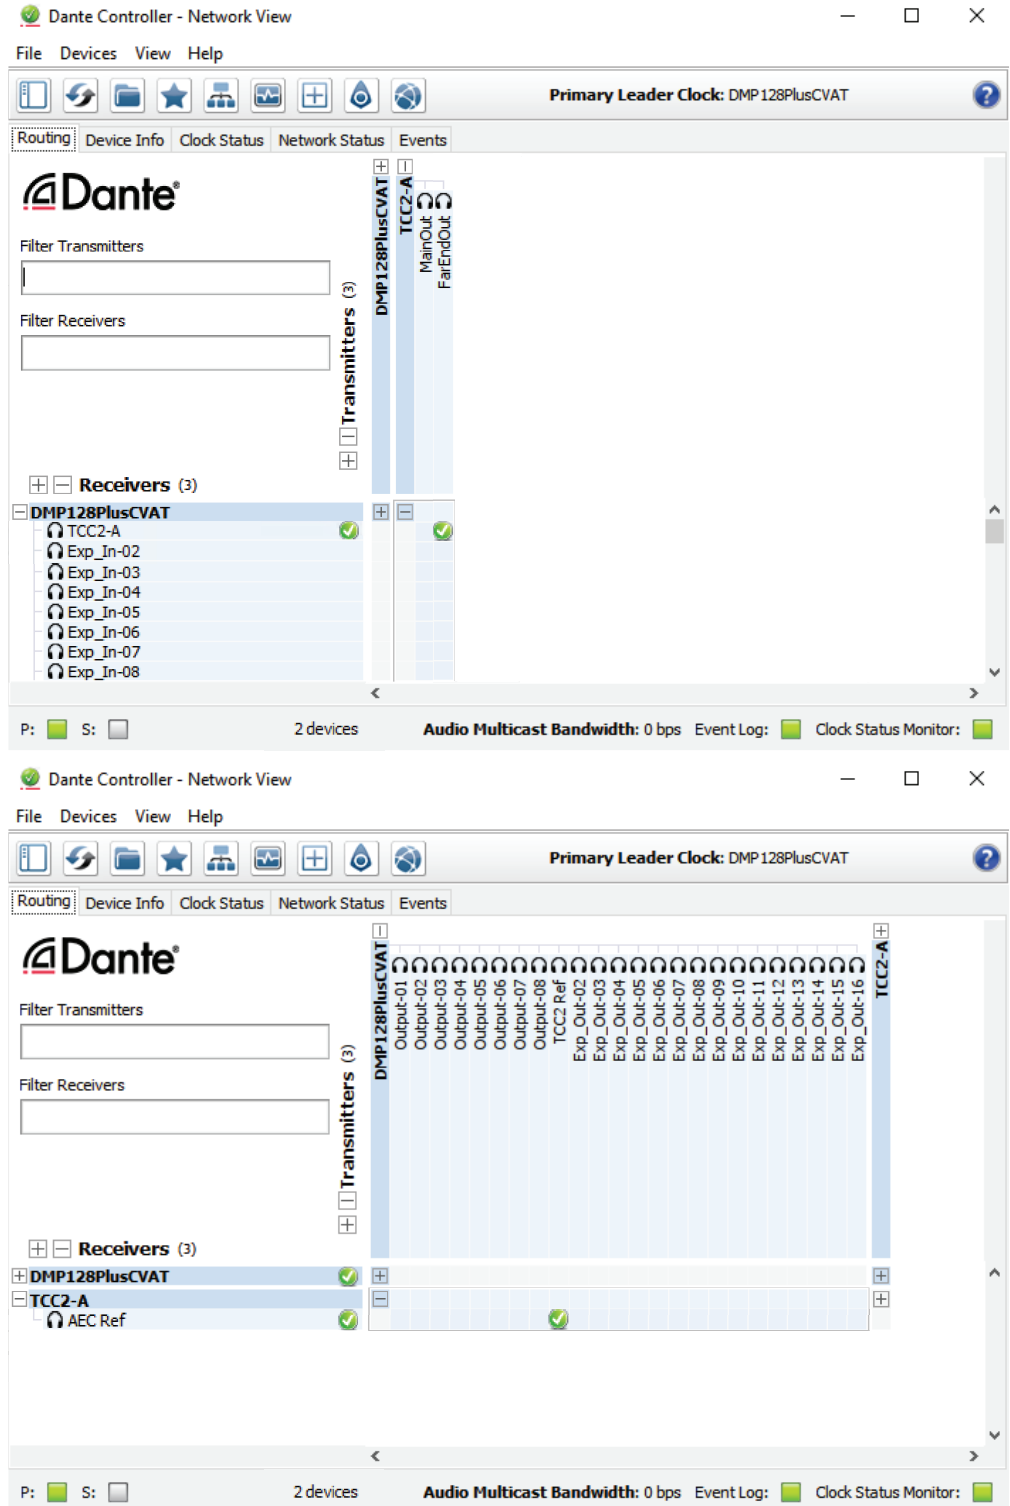 Dante Controller - Network View
File Devices View Help
Primary Leader Clock: DMP128PlusCVAT
Routing Device Info Clock Status Network Status Events
Dante®
Filter Transmitters
Filter Receivers
Transmitters (3)
DMP128PlusCVAT
TCC2-A
MainOut
FarEndOut
Receivers (3)
DMP128PlusCVAT
TCC2-A
Exp_In-02
Exp_In-03
Exp_In-04
Exp_In-05
Exp_In-06
Exp_In-07
Exp_In-08
P: S: 2 devices Audio Multicast Bandwidth: 0 bps Event Log: Clock Status Monitor:
Dante Controller - Network View
File Devices View Help
Primary Leader Clock: DMP128PlusCVAT
Routing Device Info Clock Status Network Status Events
Dante®
Filter Transmitters
Filter Receivers
Transmitters (3)
DMP128PlusCVAT
Output-01
Output-02
Output-03
Output-04
Output-05
Output-06
Output-07
Output-08
TCC2 Ref
Exp_Out-02
Exp_Out-03
Exp_Out-04
Exp_Out-05
Exp_Out-06
Exp_Out-07
Exp_Out-08
Exp_Out-09
Exp_Out-10
Exp_Out-11
Exp_Out-12
Exp_Out-13
Exp_Out-14
Exp_Out-15
Exp_Out-16
TCC2-A
Receivers (3)
DMP128PlusCVAT
TCC2-A
AEC Ref
P: S: 2 devices Audio Multicast Bandwidth: 0 bps Event Log: Clock Status Monitor: